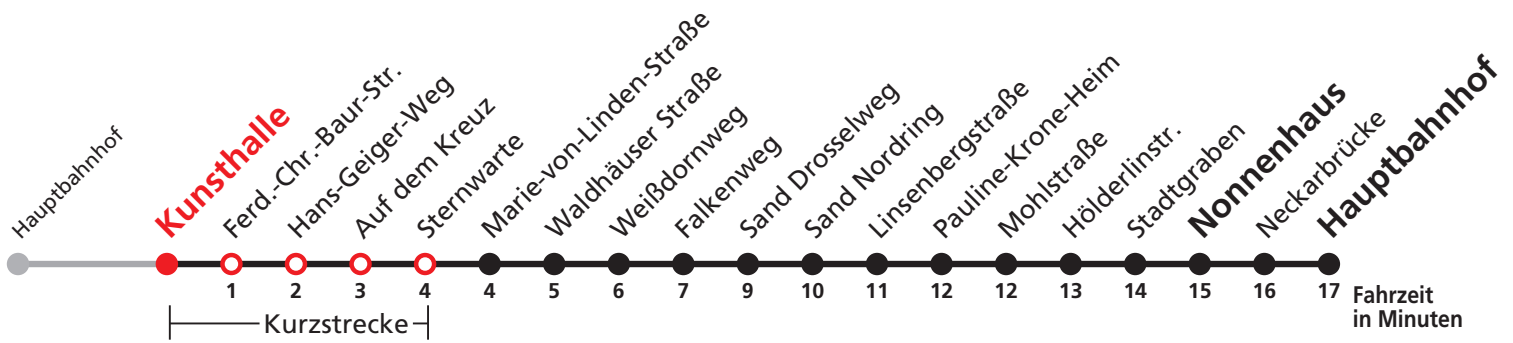 Hauptbahnhof
Kunsthalle
Ferd.-Chr.-Baur-Str.
Hans-Geiger-Weg
Auf dem Kreuz
Sternwarte
Marie-von-Linden-Straße
Waldhäuser Straße
Weißdornweg
Falkenweg
Sand Drosselweg
Sand Nordring
Linsenbergstraße
Pauline-Krone-Heim
Mohlstraße
Hölderlinstr.
Stadtgraben
Nonnenhaus
Neckarbrücke
Hauptbahnhof
1 2 3 4 4 5 6 7 9 10 11 12 12 13 14 15 16 17 Fahrzeit
in Minuten
Kurzstrecke